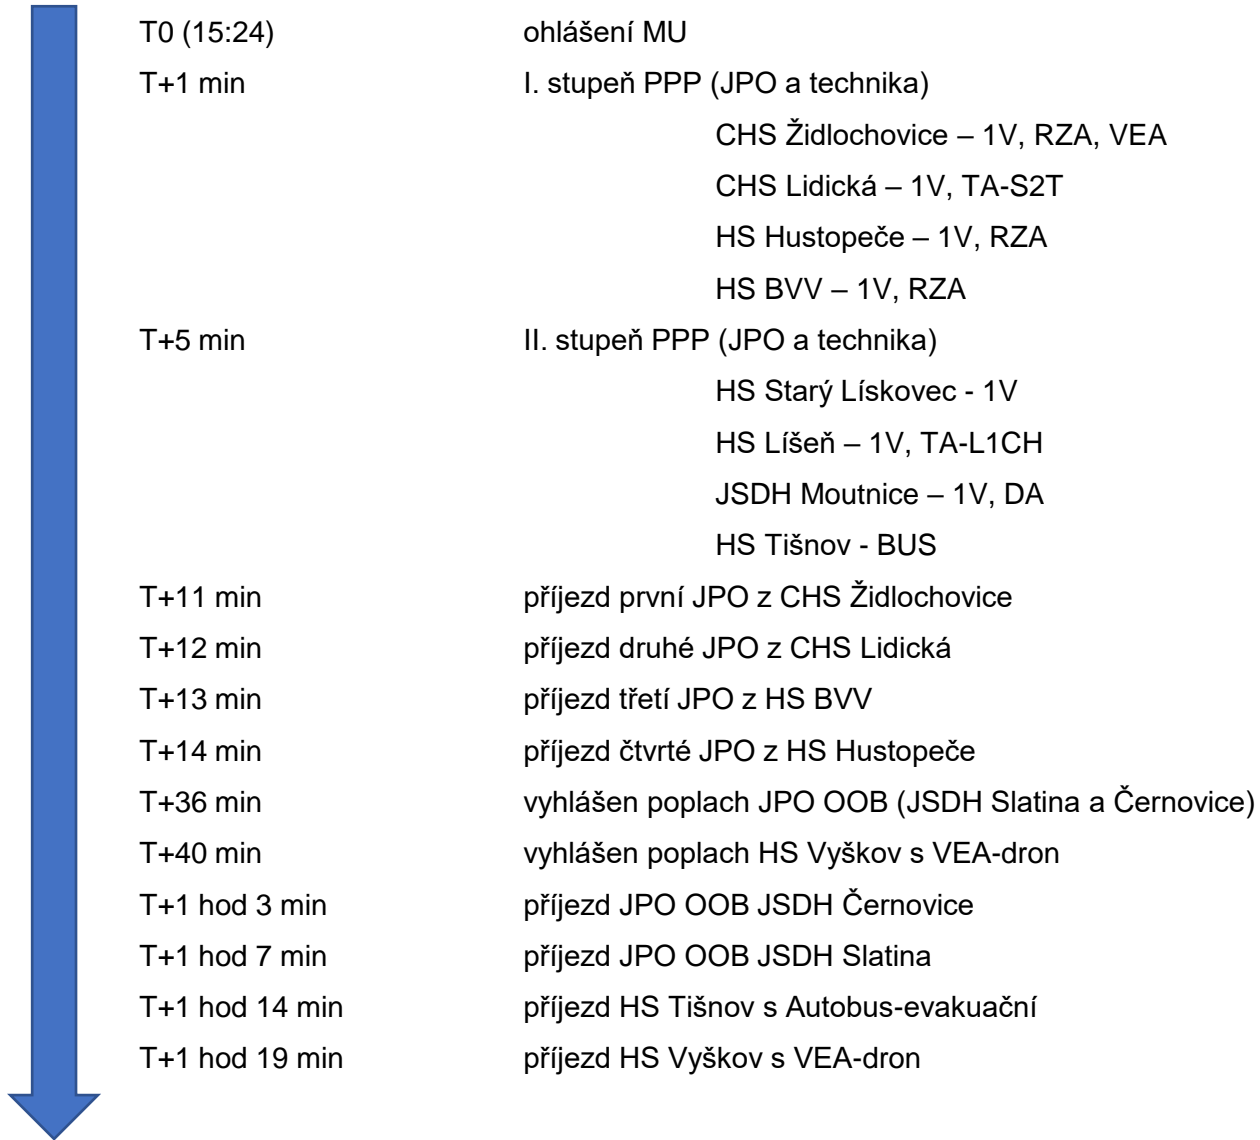 T0 (15:24) ohlášení MU
T+1 min I. stupeň PPP (JPO a technika)
CHS Židlochovice – 1V, RZA, VEA
CHS Lidická – 1V, TA-S2T
HS Hustopeče – 1V, RZA
HS BVV – 1V, RZA
T+5 min II. stupeň PPP (JPO a technika)
HS Starý Lískovec - 1V
HS Líšeň – 1V, TA-L1CH
JSDH Moutnice – 1V, DA
HS Tišnov - BUS
T+11 min příjezd první JPO z CHS Židlochovice
T+12 min příjezd druhé JPO z CHS Lidická
T+13 min příjezd třetí JPO z HS BVV
T+14 min příjezd čtvrté JPO z HS Hustopeče
T+36 min vyhlášen poplach JPO OOB (JSDH Slatina a Černovice)
T+40 min vyhlášen poplach HS Vyškov s VEA-dron
T+1 hod 3 min příjezd JPO OOB JSDH Černovice
T+1 hod 7 min příjezd JPO OOB JSDH Slatina
T+1 hod 14 min příjezd HS Tišnov s Autobus-evakuační
T+1 hod 19 min příjezd HS Vyškov s VEA-dron